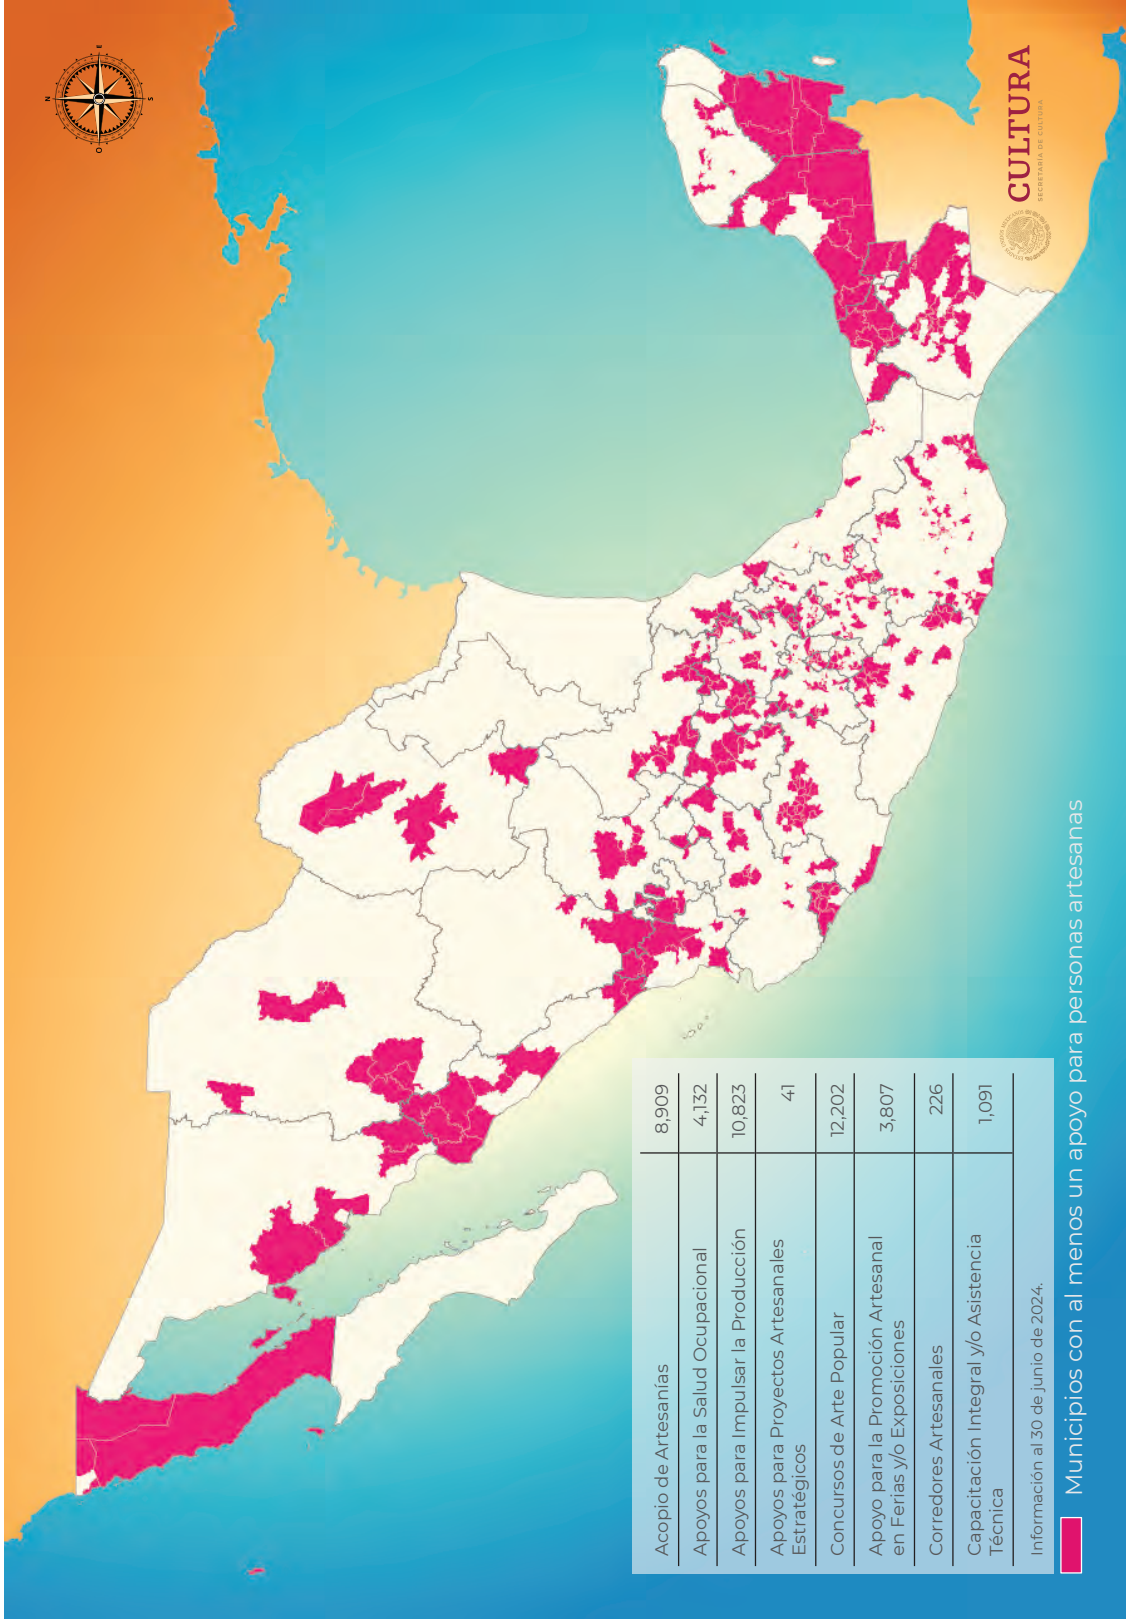 N
E
S
O
CULTURA
SECRETARÍA DE CULTURA
Acopio de Artesanías 8,909
Apoyos para la Salud Ocupacional 4,132
Apoyos para Impulsar la Producción 10,823
Apoyos para Proyectos Artesanales
Estratégicos 41
Concursos de Arte Popular 12,202
Apoyo para la Promoción Artesanal
en Ferias y/o Exposiciones 3,807
Corredores Artesanales 226
Capacitación Integral y/o Asistencia
Técnica 1,091
Información al 30 de junio de 2024.
Municipios con al menos un apoyo para personas artesanas